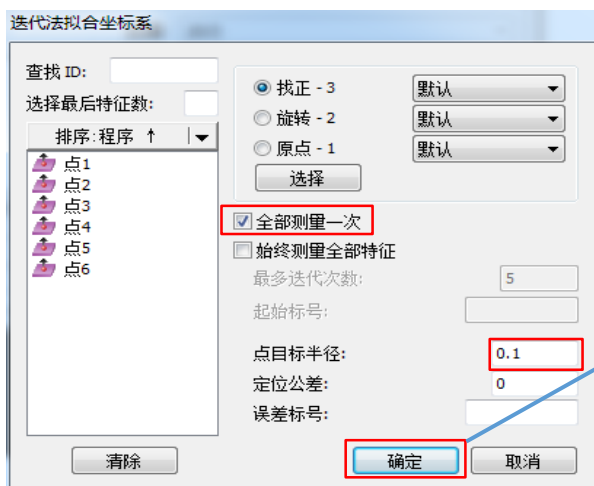 迭代法拟合坐标系
查找 ID:
选择最后特征数:
排序:程序 ↑
点1
点2
点3
点4
点5
点6
清除
找正 - 3 默认
旋转 - 2 默认
原点 - 1 默认
选择
全部测量一次
始终测量全部特征
最多迭代次数: 5
起始标号:
点目标半径: 0.1
定位公差: 0
误差标号:
确定 取消